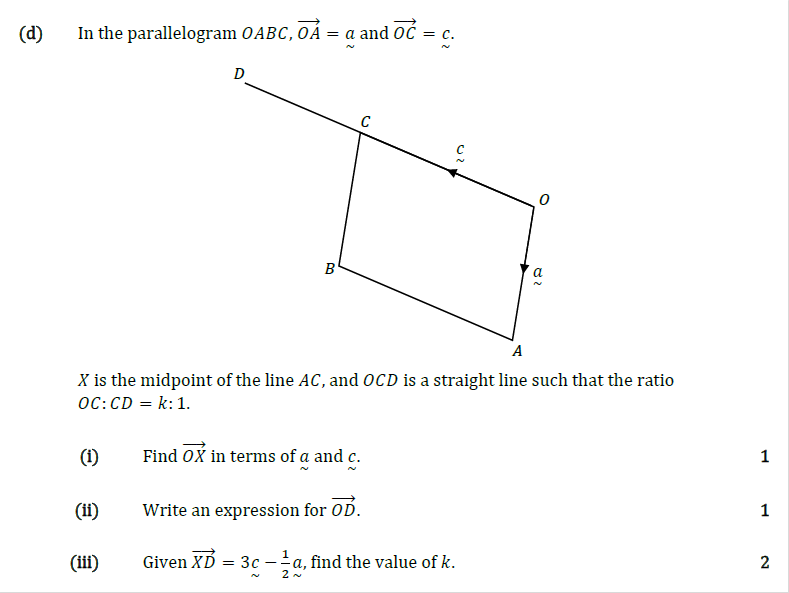 (d) In the parallelogram OABC, $\overrightarrow{OA} = \underset{\sim}{a}$ and $\overrightarrow{OC} = \underset{\sim}{c}$.
D
C
$\underset{\sim}{c}$
O
B
$\underset{\sim}{a}$
A
X is the midpoint of the line AC, and OCD is a straight line such that the ratio
OC: CD = k: 1.
(i) Find $\overrightarrow{OX}$ in terms of $\underset{\sim}{a}$ and $\underset{\sim}{c}$. 1
(ii) Write an expression for $\overrightarrow{OD}$. 1
(iii) Given $\overrightarrow{XD} = 3\underset{\sim}{c} - \frac{1}{2}\underset{\sim}{a}$, find the value of k. 2